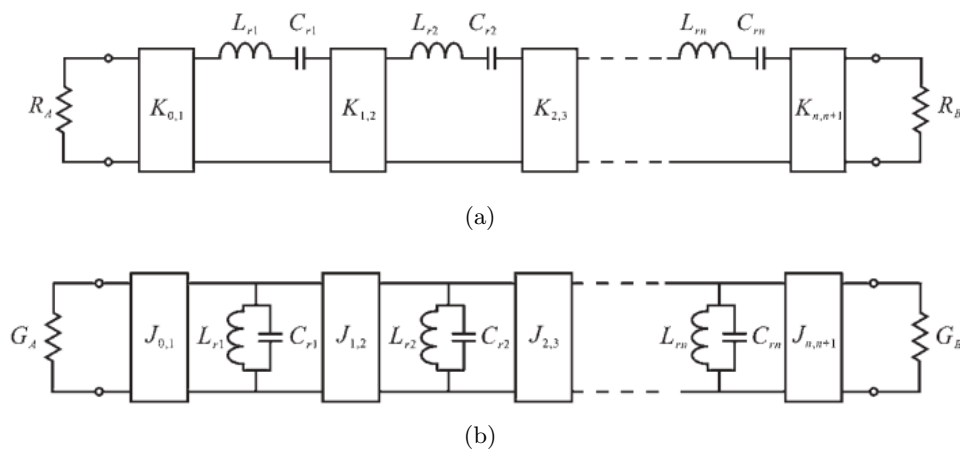 L_{r1} C_{r1} L_{r2} C_{r2} L_{rn} C_{rn}
R_A K_{0,1} K_{1,2} K_{2,3} K_{n,n+1} R_B
(a)
G_A J_{0,1} L_{r1} C_{r1} J_{1,2} L_{r2} C_{r2} J_{2,3} L_{rn} C_{rn} J_{n,n+1} G_B
(b)